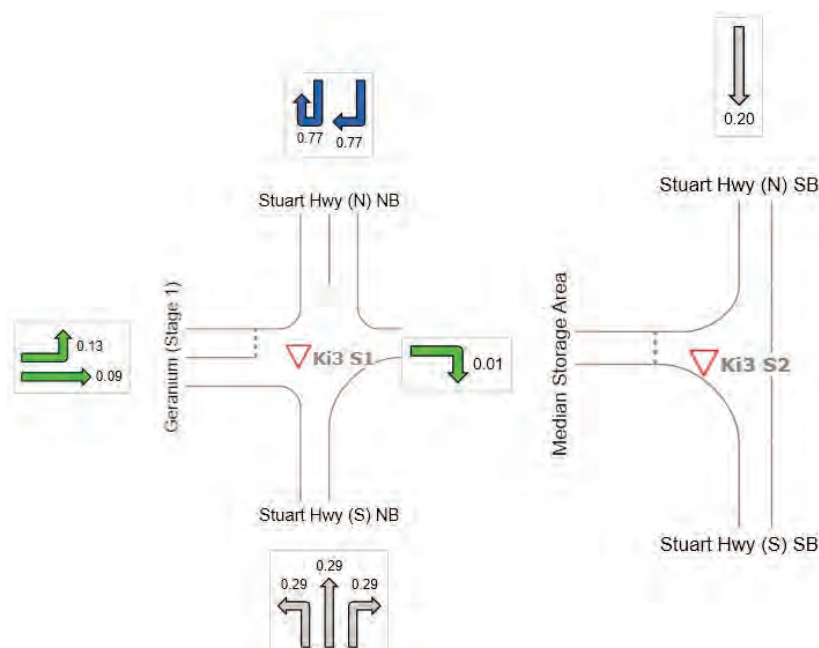 0.20
0.77 0.77
Stuart Hwy (N) NB
Stuart Hwy (N) SB
Geranium (Stage 1)
Median Storage Area
0.13
0.09
Ki3 S1
0.01
Ki3 S2
Stuart Hwy (S) NB
Stuart Hwy (S) SB
0.29
0.29
0.29